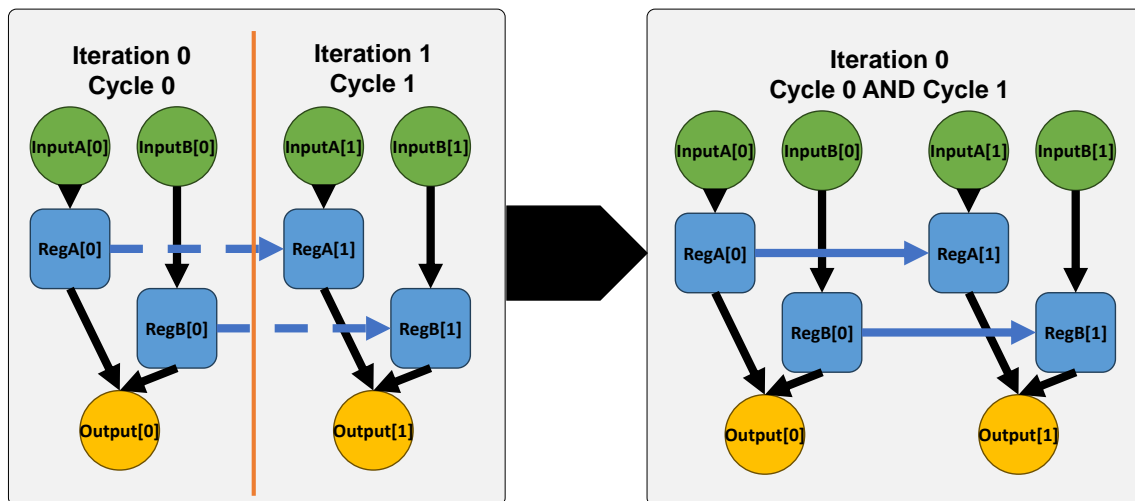 Iteration 0
Cycle 0
Iteration 1
Cycle 1
InputA[0]
InputB[0]
InputA[1]
InputB[1]
RegA[0]
RegA[1]
RegB[0]
RegB[1]
Output[0]
Output[1]
Iteration 0
Cycle 0 AND Cycle 1
InputA[0]
InputB[0]
InputA[1]
InputB[1]
RegA[0]
RegA[1]
RegB[0]
RegB[1]
Output[0]
Output[1]